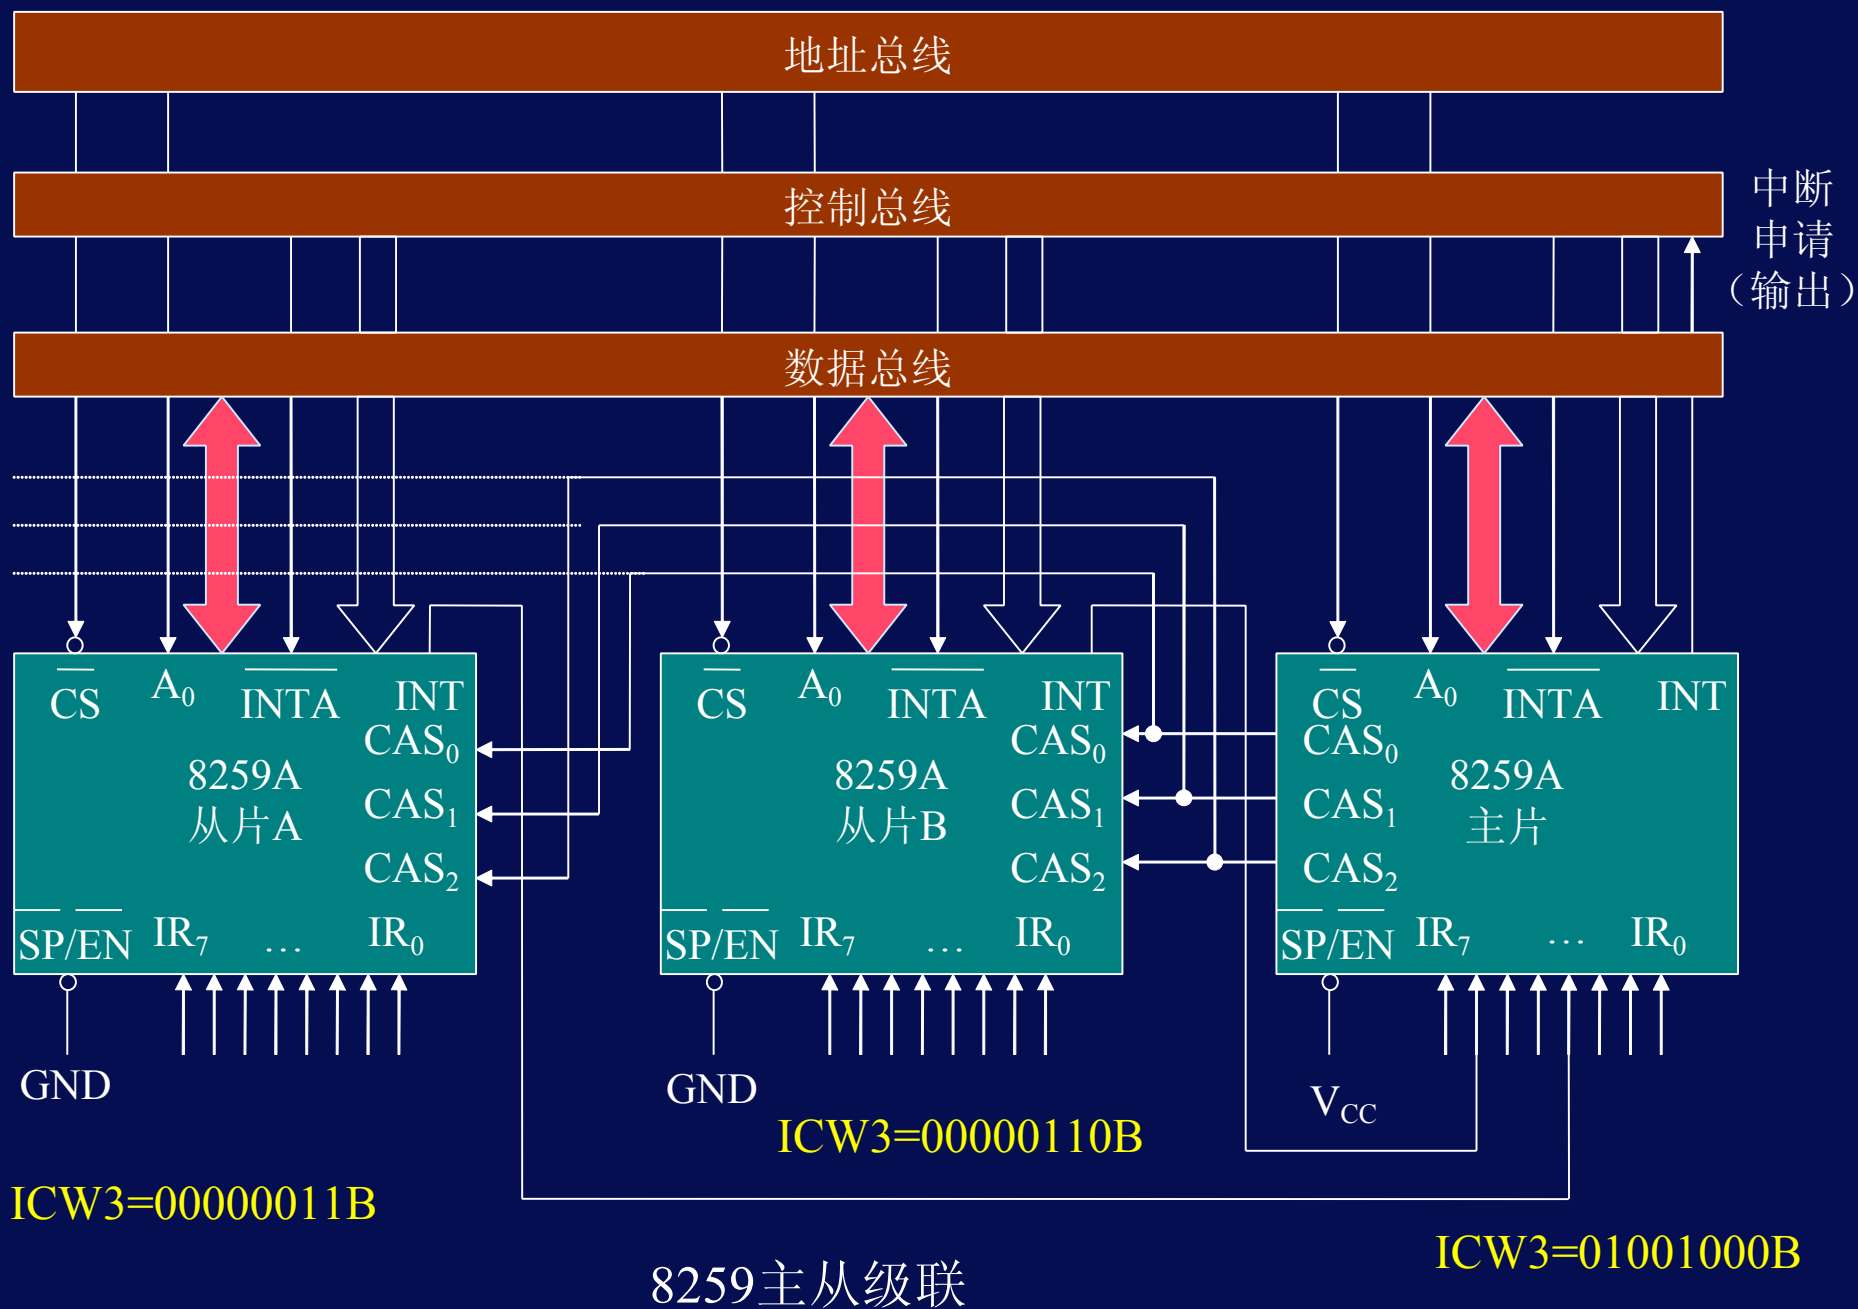 地址总线
控制总线
中断
申请
（输出）
数据总线
CS A0 INTA INT
CAS0
8259A
从片A
CAS1
CAS2
SP/EN IR7 … IR0
GND
CS A0 INTA INT
CAS0
8259A
从片B
CAS1
CAS2
SP/EN IR7 … IR0
GND
CS A0 INTA INT
CAS0
8259A
主片
CAS1
CAS2
SP/EN IR7 … IR0
VCC
ICW3=00000110B
ICW3=00000011B
ICW3=01001000B
8259主从级联